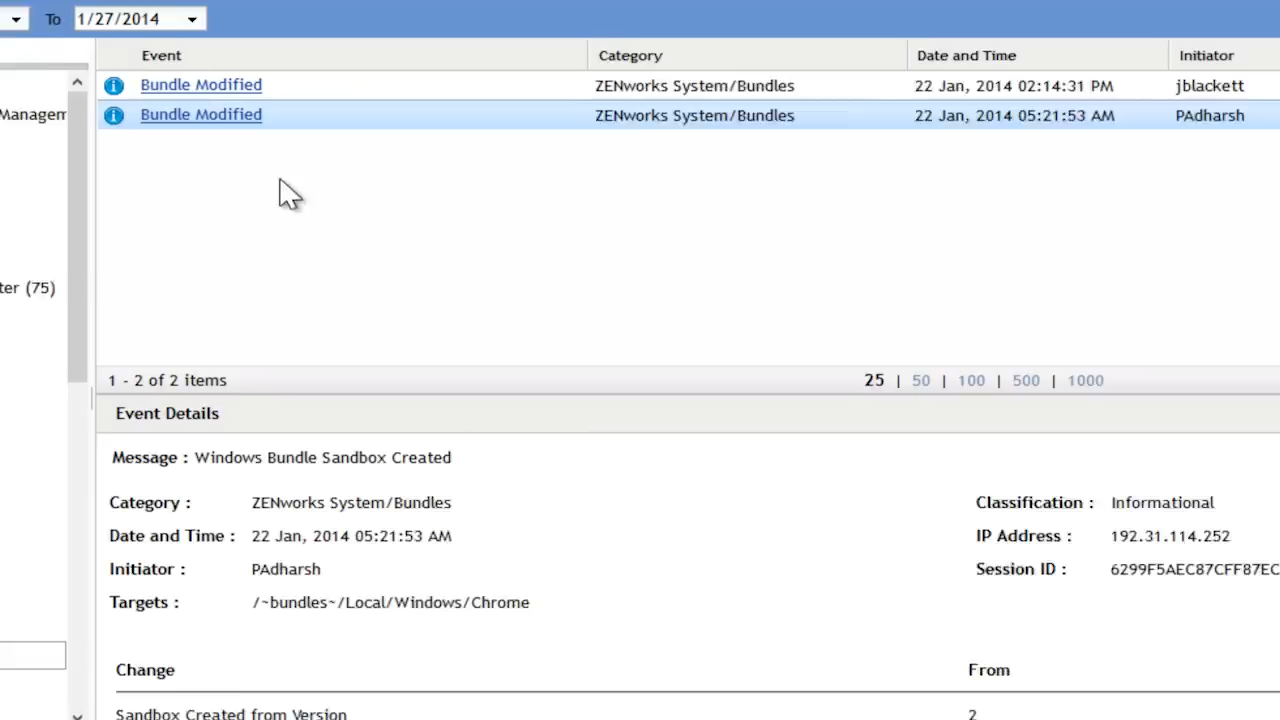 To 1/27/2014
Event Category Date and Time Initiator
Bundle Modified ZENworks System/Bundles 22 Jan, 2014 02:14:31 PM jblackett
Bundle Modified ZENworks System/Bundles 22 Jan, 2014 05:21:53 AM PAdharsh
Managem
ter (75)
1 - 2 of 2 items 25 | 50 | 100 | 500 | 1000
Event Details
Message : Windows Bundle Sandbox Created
Category : ZENworks System/Bundles Classification : Informational
Date and Time : 22 Jan, 2014 05:21:53 AM IP Address : 192.31.114.252
Initiator : PAdharsh Session ID : 6299F5AEC87CFF87EC
Targets : /~bundles~/Local/Windows/Chrome
Change From
Sandbox Created from Version 2